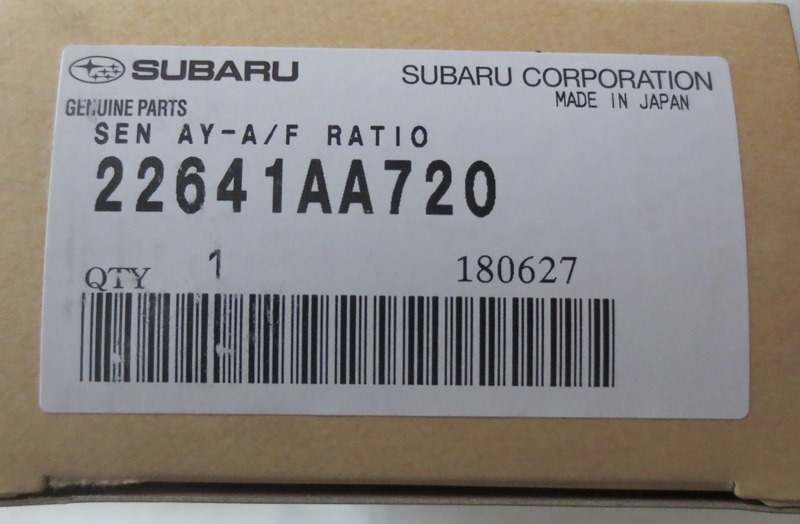 SUBARU
SUBARU CORPORATION
GENUINE PARTS
MADE IN JAPAN
SEN AY-A/F RATIO
22641AA720
QTY 1 180627